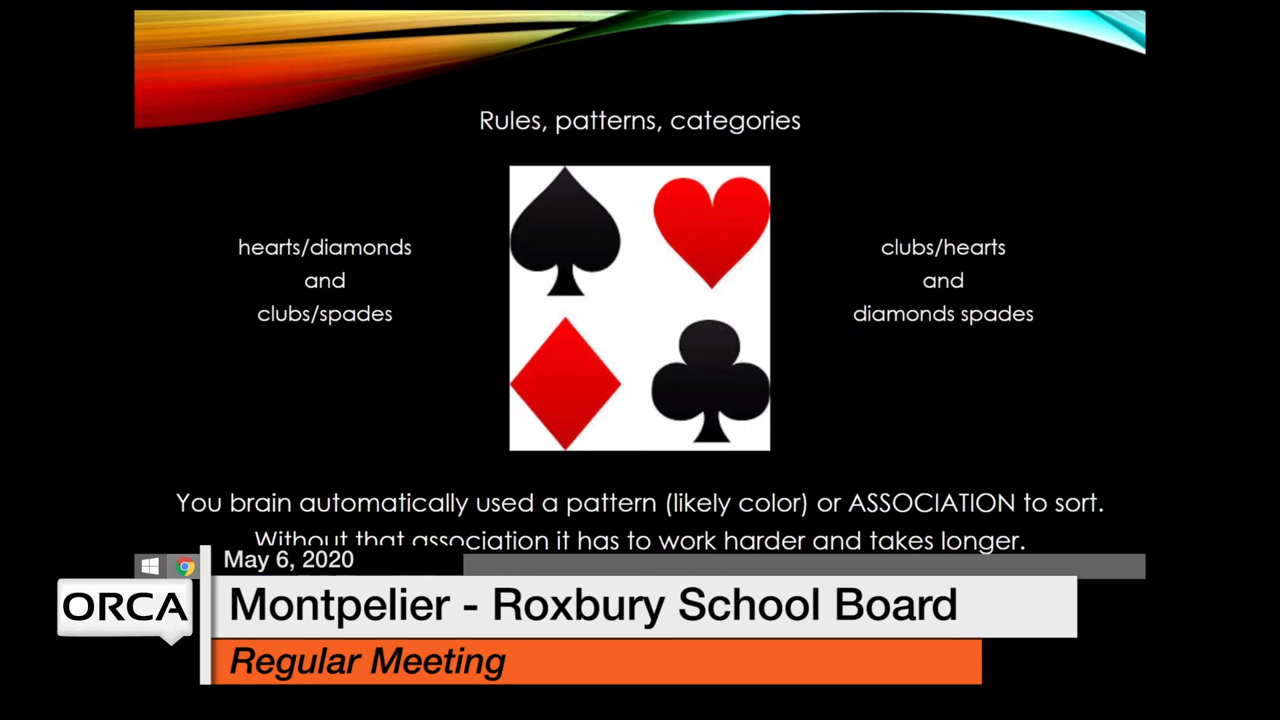 Rules, patterns, categories
hearts/diamonds
and
clubs/spades
clubs/hearts
and
diamonds spades
You brain automatically used a pattern (likely color) or ASSOCIATION to sort.
Without that association it has to work harder and takes longer.
May 6, 2020
ORCA
Montpelier - Roxbury School Board
Regular Meeting